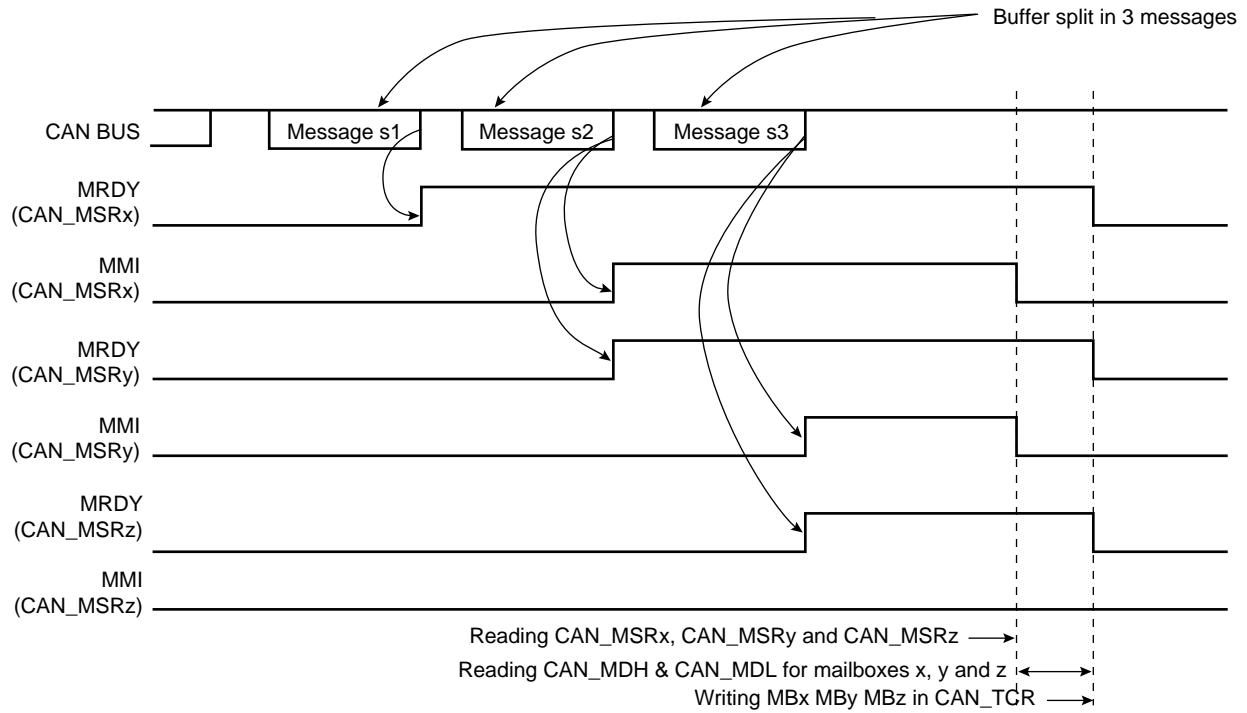 Buffer split in 3 messages
CAN BUS
Message s1
Message s2
Message s3
MRDY
(CAN_MSRx)
MMI
(CAN_MSRx)
MRDY
(CAN_MSRy)
MMI
(CAN_MSRy)
MRDY
(CAN_MSRz)
MMI
(CAN_MSRz)
Reading CAN_MSRx, CAN_MSRy and CAN_MSRz
Reading CAN_MDH & CAN_MDL for mailboxes x, y and z
Writing MBx MBy MBz in CAN_TCR